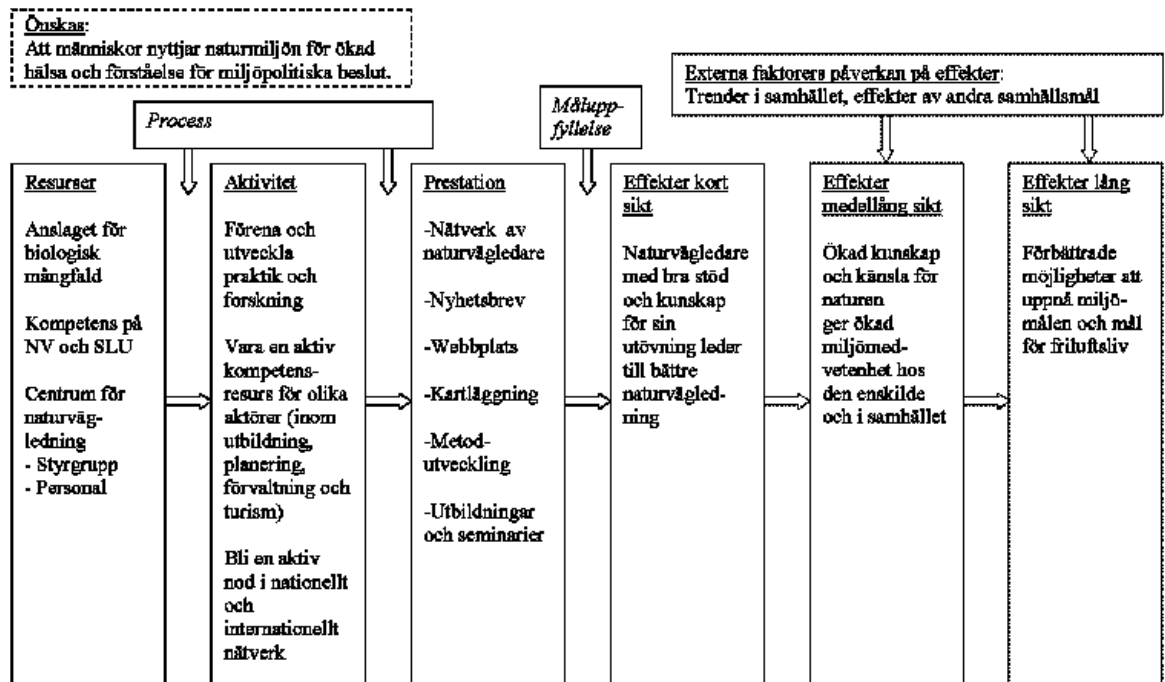 Önskas:
Att människor nyttjar naturmiljön för ökad
hälsa och förståelse för miljöpolitiska beslut.
Externa faktorers påverkan på effekter:
Trender i samhället, effekter av andra samhällsmål
Process
Måluppfyllelse
Målupp-
fyllelse
Resurser
Anslaget för
biologisk
mångfald
Kompetens på
NV och SLU
Centrum för
naturväg-
ledning
- Styrgrupp
- Personal
Aktivitet
Förena och
utveckla
praktik och
forskning
Vara en aktiv
kompetens-
resurs för olika
aktörer (inom
utbildning,
planering,
förvaltning och
turism)
Bli en aktiv
nod i nationellt
och
internationellt
nätverk
Prestation
-Nätverk av
naturvägledare
-Nyhetsbrev
-Webbplats
-Kartläggning
-Metod-
utveckling
-Utbildningar
och seminarier
Effekter kort
sikt
Naturvägledare
med bra stöd
och kunskap
för sin
utövning leder
till bättre
naturvägled-
ning
Effekter
medellång sikt
Ökad kunskap
och känsla för
naturen
ger ökad
miljömed-
vetenhet hos
den enskilde
och i samhället
Effekter lång
sikt
Förbättrade
möjligheter att
uppnå miljö-
målen och mål
för friluftsliv